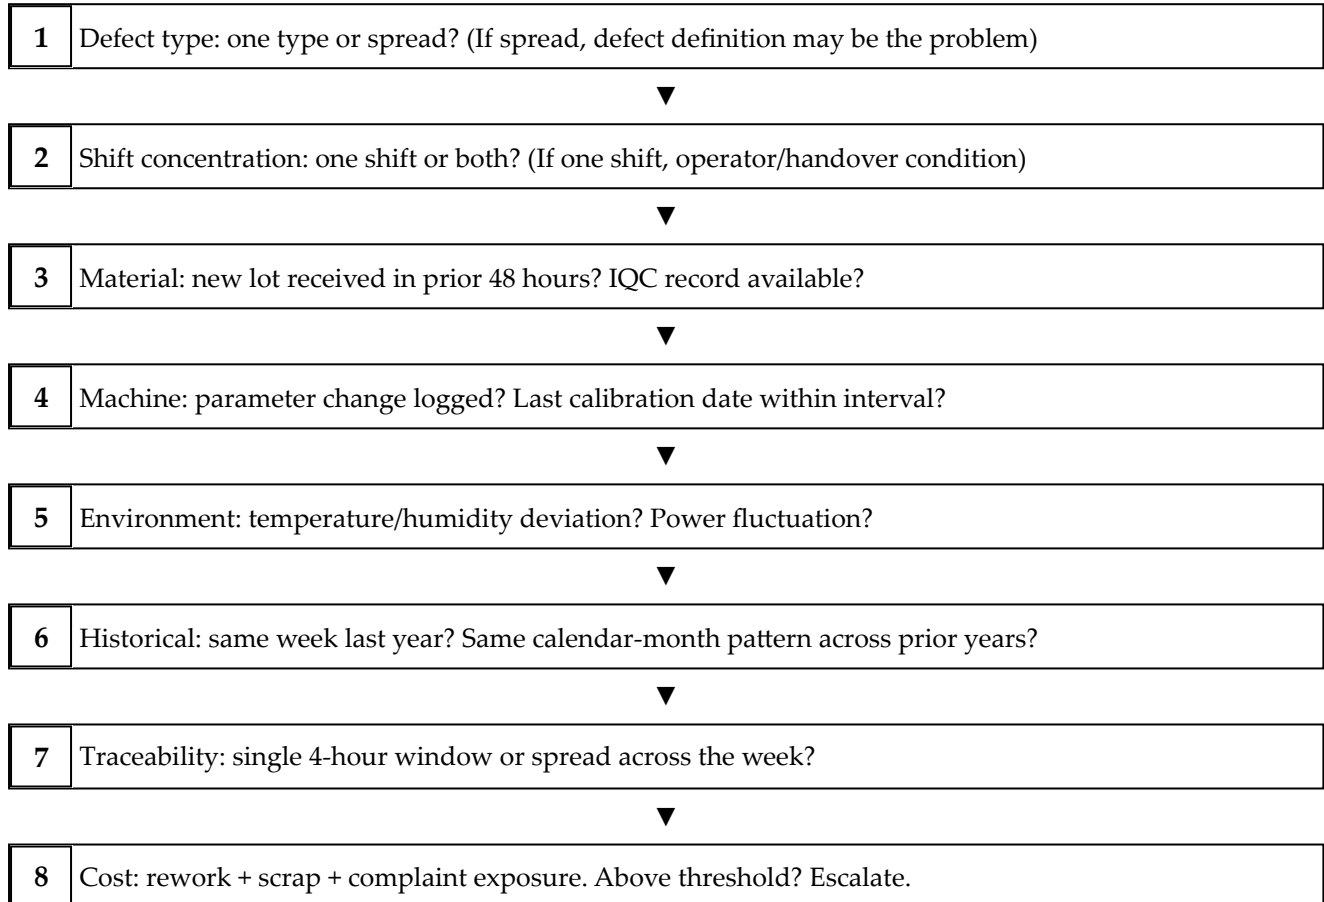 1 Defect type: one type or spread? (If spread, defect definition may be the problem)
▼
2 Shift concentration: one shift or both? (If one shift, operator/handover condition)
▼
3 Material: new lot received in prior 48 hours? IQC record available?
▼
4 Machine: parameter change logged? Last calibration date within interval?
▼
5 Environment: temperature/humidity deviation? Power fluctuation?
▼
6 Historical: same week last year? Same calendar-month pattern across prior years?
▼
7 Traceability: single 4-hour window or spread across the week?
▼
8 Cost: rework + scrap + complaint exposure. Above threshold? Escalate.